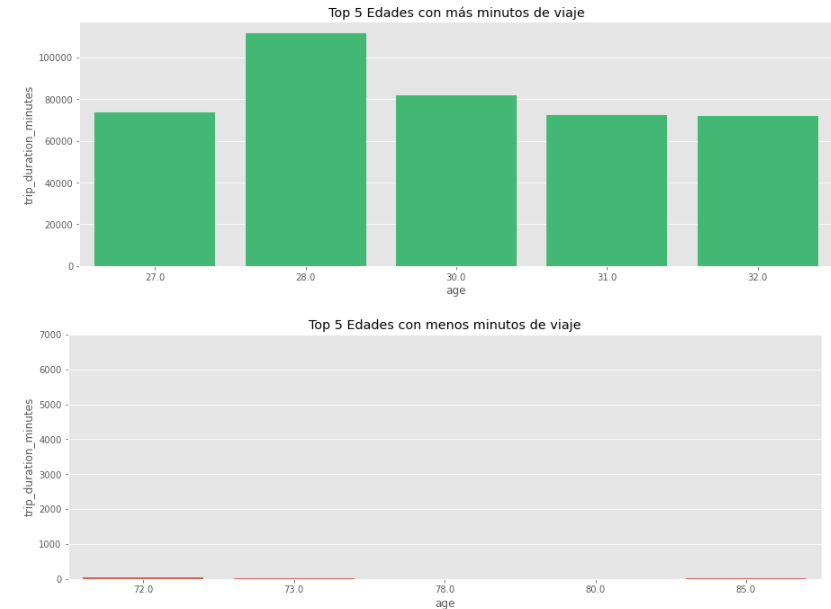 Top 5 Edades con más minutos de viaje
trip_duration_minutes
100000
80000
60000
40000
20000
0
27.0 28.0 30.0 31.0 32.0
age
Top 5 Edades con menos minutos de viaje
trip_duration_minutes
7000
6000
5000
4000
3000
2000
1000
0
72.0 73.0 78.0 80.0 85.0
age